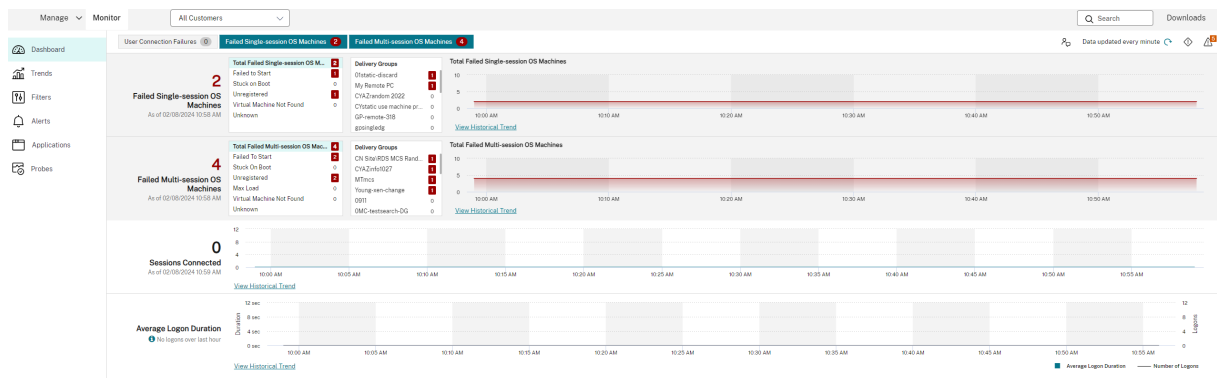 Manage Monitor All Customers Search Downloads
Dashboard
Trends
Filters
Alerts
Applications
Probes
User Connection Failures 0 Failed Single-session OS Machines 2 Failed Multi-session OS Machines 4 Data updated every minute 5
2
Failed Single-session OS
Machines
As of 02/08/2024 10:58 AM
Total Failed Single-session OS M... 2
Failed to Start 1
Stuck on Boot 0
Unregistered 1
Virtual Machine Not Found 0
Unknown
Delivery Groups
01static-discard 1
My Remote PC 1
CYAZrandom 2022 0
CYstatic use machine pr... 0
GP-remote-318 0
gpsingledg 0
Total Failed Single-session OS Machines
10
5
0
10:00 AM 10:10 AM 10:20 AM 10:30 AM 10:40 AM 10:50 AM
View Historical Trend
4
Failed Multi-session OS
Machines
As of 02/08/2024 10:58 AM
Total Failed Multi-session OS Mac... 4
Failed To Start 2
Stuck On Boot 0
Unregistered 2
Max Load 0
Virtual Machine Not Found 0
Unknown
Delivery Groups
CN Site\RDS MCS Rand... 1
CYAZinfo1027 1
MTmcs 1
Young-xen-change 1
0911 0
0MC-testsearch-DG 0
Total Failed Multi-session OS Machines
10
5
0
10:00 AM 10:10 AM 10:20 AM 10:30 AM 10:40 AM 10:50 AM
View Historical Trend
0
Sessions Connected
As of 02/08/2024 10:59 AM
12
8
4
0
10:00 AM 10:05 AM 10:10 AM 10:15 AM 10:20 AM 10:25 AM 10:30 AM 10:35 AM 10:40 AM 10:45 AM 10:50 AM 10:55 AM
View Historical Trend
Average Logon Duration
No logons over last hour
Duration
12 sec
8 sec
4 sec
0 sec
12
8
4
0
Logons
10:00 AM 10:05 AM 10:10 AM 10:15 AM 10:20 AM 10:25 AM 10:30 AM 10:35 AM 10:40 AM 10:45 AM 10:50 AM 10:55 AM
View Historical Trend
Average Logon Duration Number of Logons